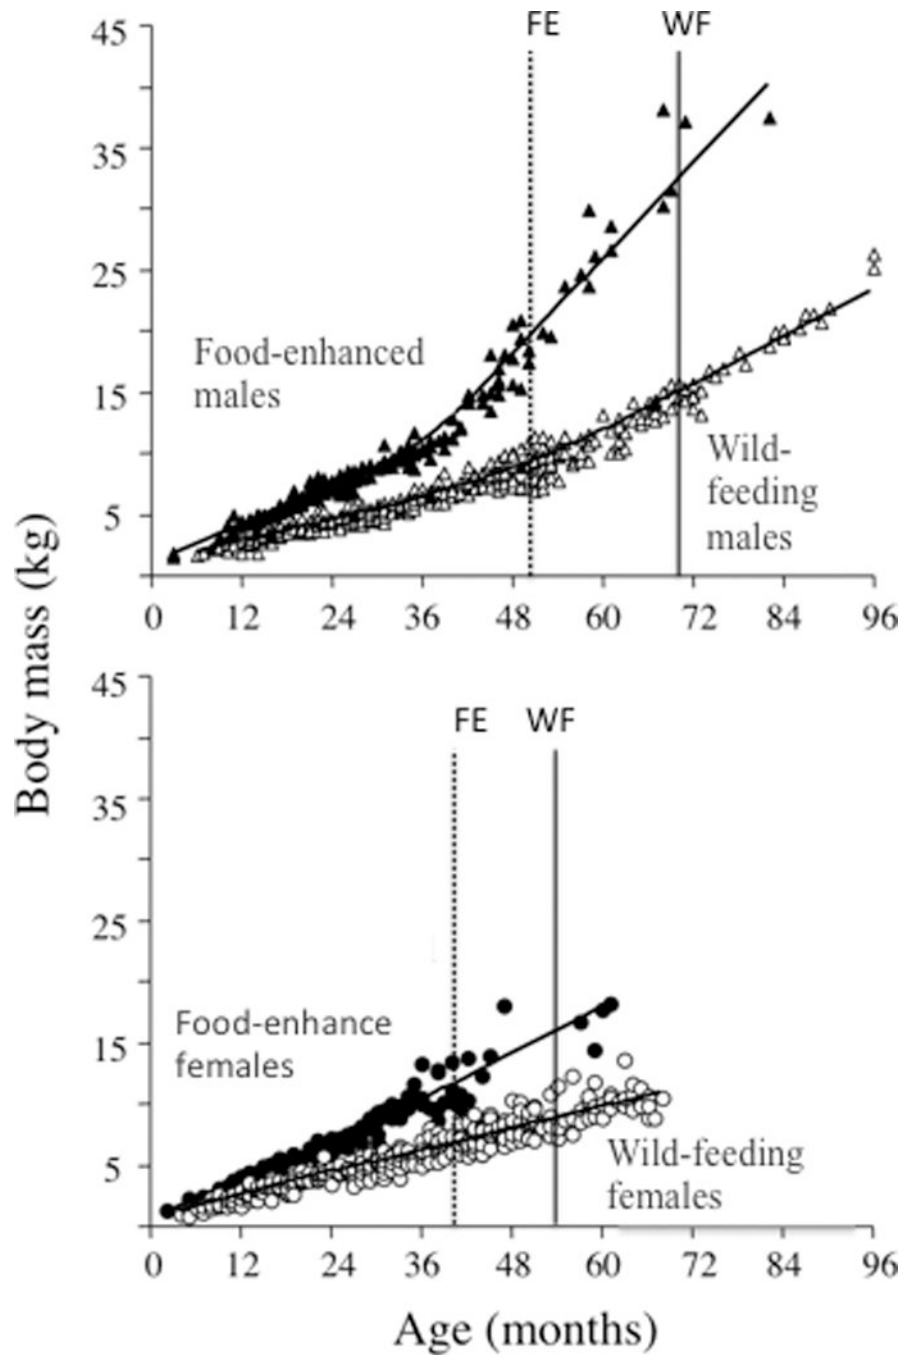 FE WF
45
35
25
15
5
Food-enhanced
males
Wild-
feeding
males
0 12 24 36 48 60 72 84 96
Body mass (kg)
45
35
25
15
5
FE WF
Food-enhance
females
Wild-feeding
females
0 12 24 36 48 60 72 84 96
Age (months)